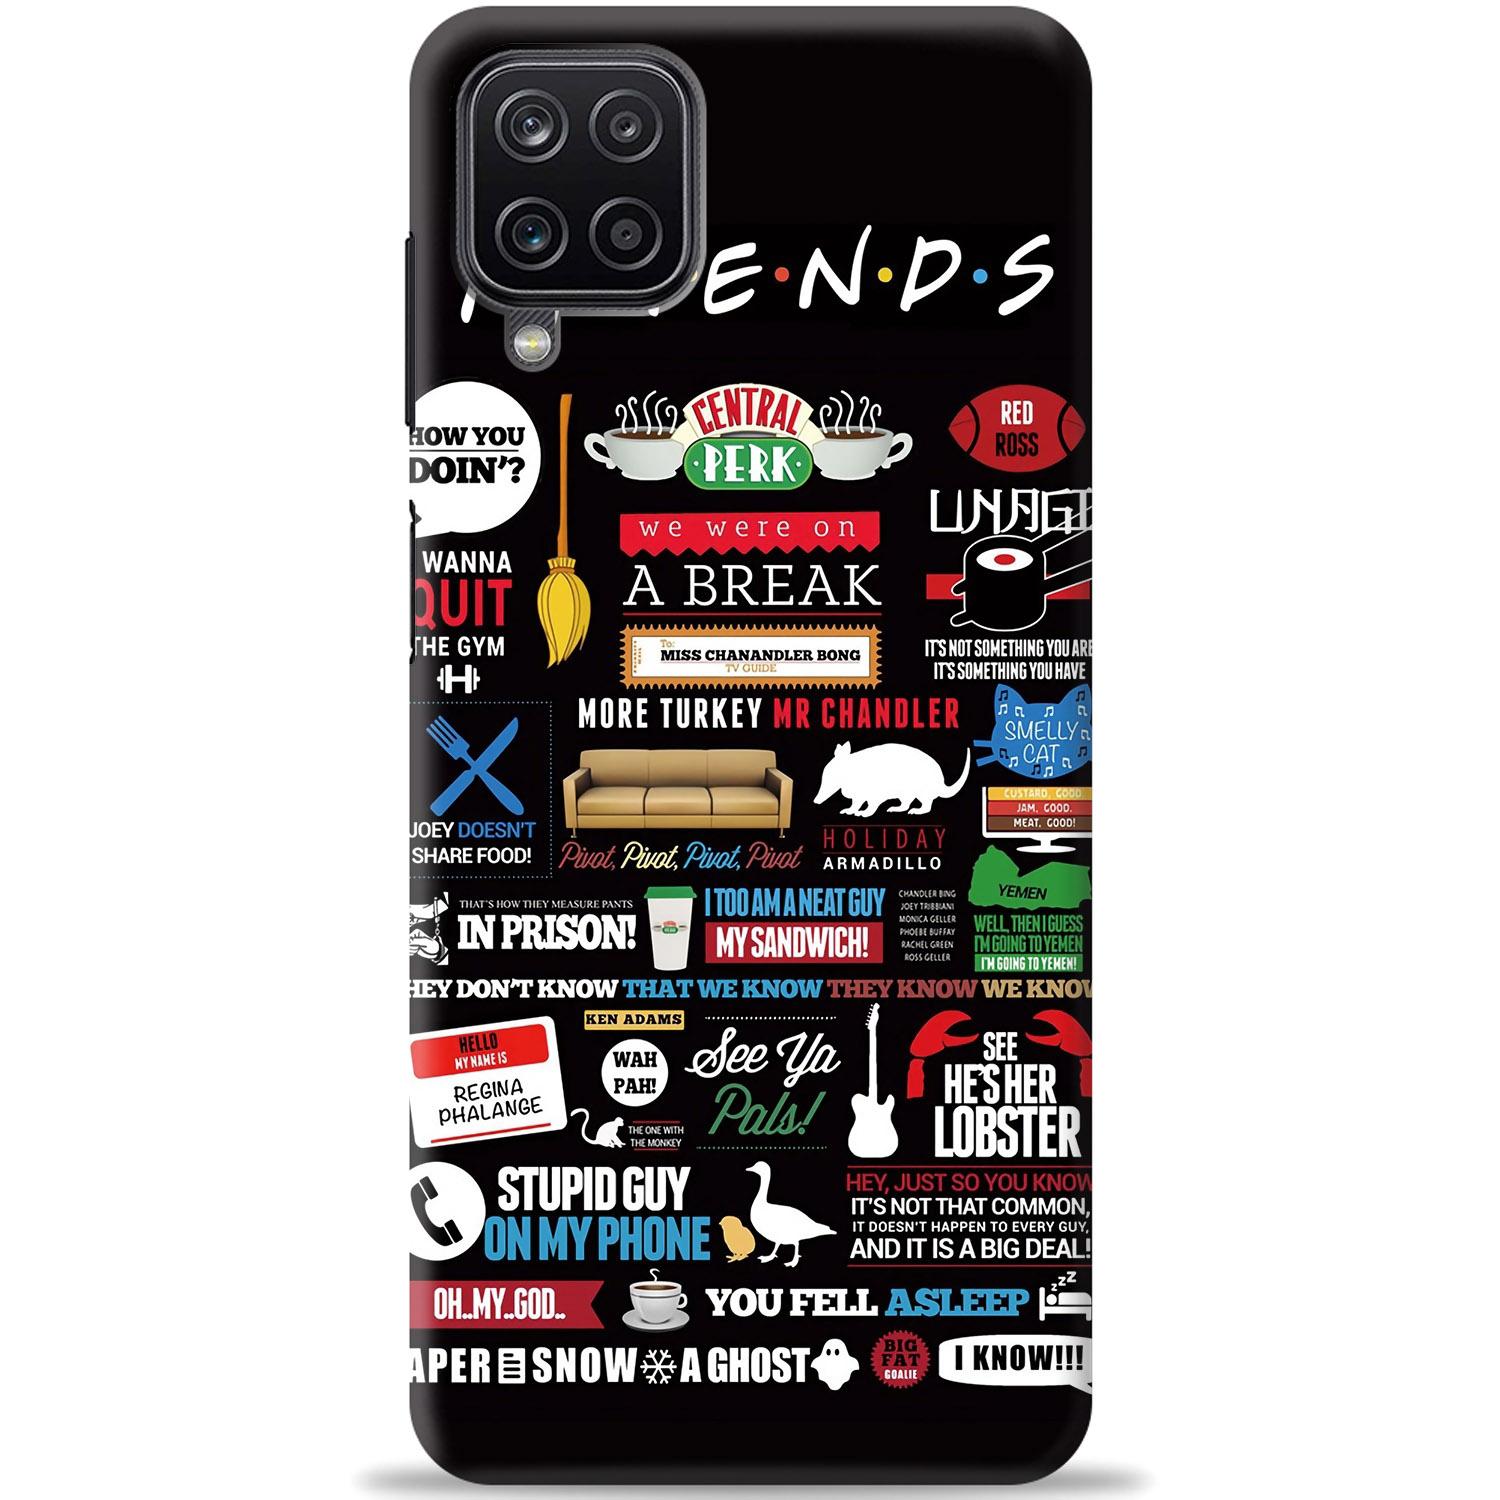 E·N·D·S
HOW YOU
DOIN'?
CENTRAL
·PERK·
RED
ROSS
we were on
A BREAK
UNAGI
WANNA
QUIT
THE GYM
To:
MISS CHANANDLER BONG
TV GUIDE
IT'S NOT SOMETHING YOU ARE
IT'S SOMETHING YOU HAVE
MORE TURKEY MR CHANDLER
SMELLY
CAT
CUSTARD, GOOD.
JAM, GOOD.
MEAT, GOOD!
JOEY DOESN'T
SHARE FOOD!
Pivot, Pivot, Pivot, Pivot
HOLIDAY
ARMADILLO
YEMEN
WELL, THEN I GUESS
I'M GOING TO YEMEN
I'M GOING TO YEMEN!
THAT'S HOW THEY MEASURE PANTS
IN PRISON!
I TOO AM A NEAT GUY
MY SANDWICH!
CHANDLER BING
JOEY TRIBBIANI
MONICA GELLER
PHOEBE BUFFAY
RACHEL GREEN
ROSS GELLER
HEY DON'T KNOW THAT WE KNOW THEY KNOW WE KNOW
HELLO
MY NAME IS
REGINA
PHALANGE
KEN ADAMS
WAH
PAH!
THE ONE WITH
THE MONKEY
See Ya
Pals!
SEE
HE'S HER
LOBSTER
STUPID GUY
ON MY PHONE
HEY, JUST SO YOU KNOW
IT'S NOT THAT COMMON,
IT DOESN'T HAPPEN TO EVERY GUY,
AND IT IS A BIG DEAL!
OH..MY..GOD..
YOU FELL ASLEEP
zzZ
APER SNOW A GHOST
BIG
FAT
GOALIE
I KNOW!!!